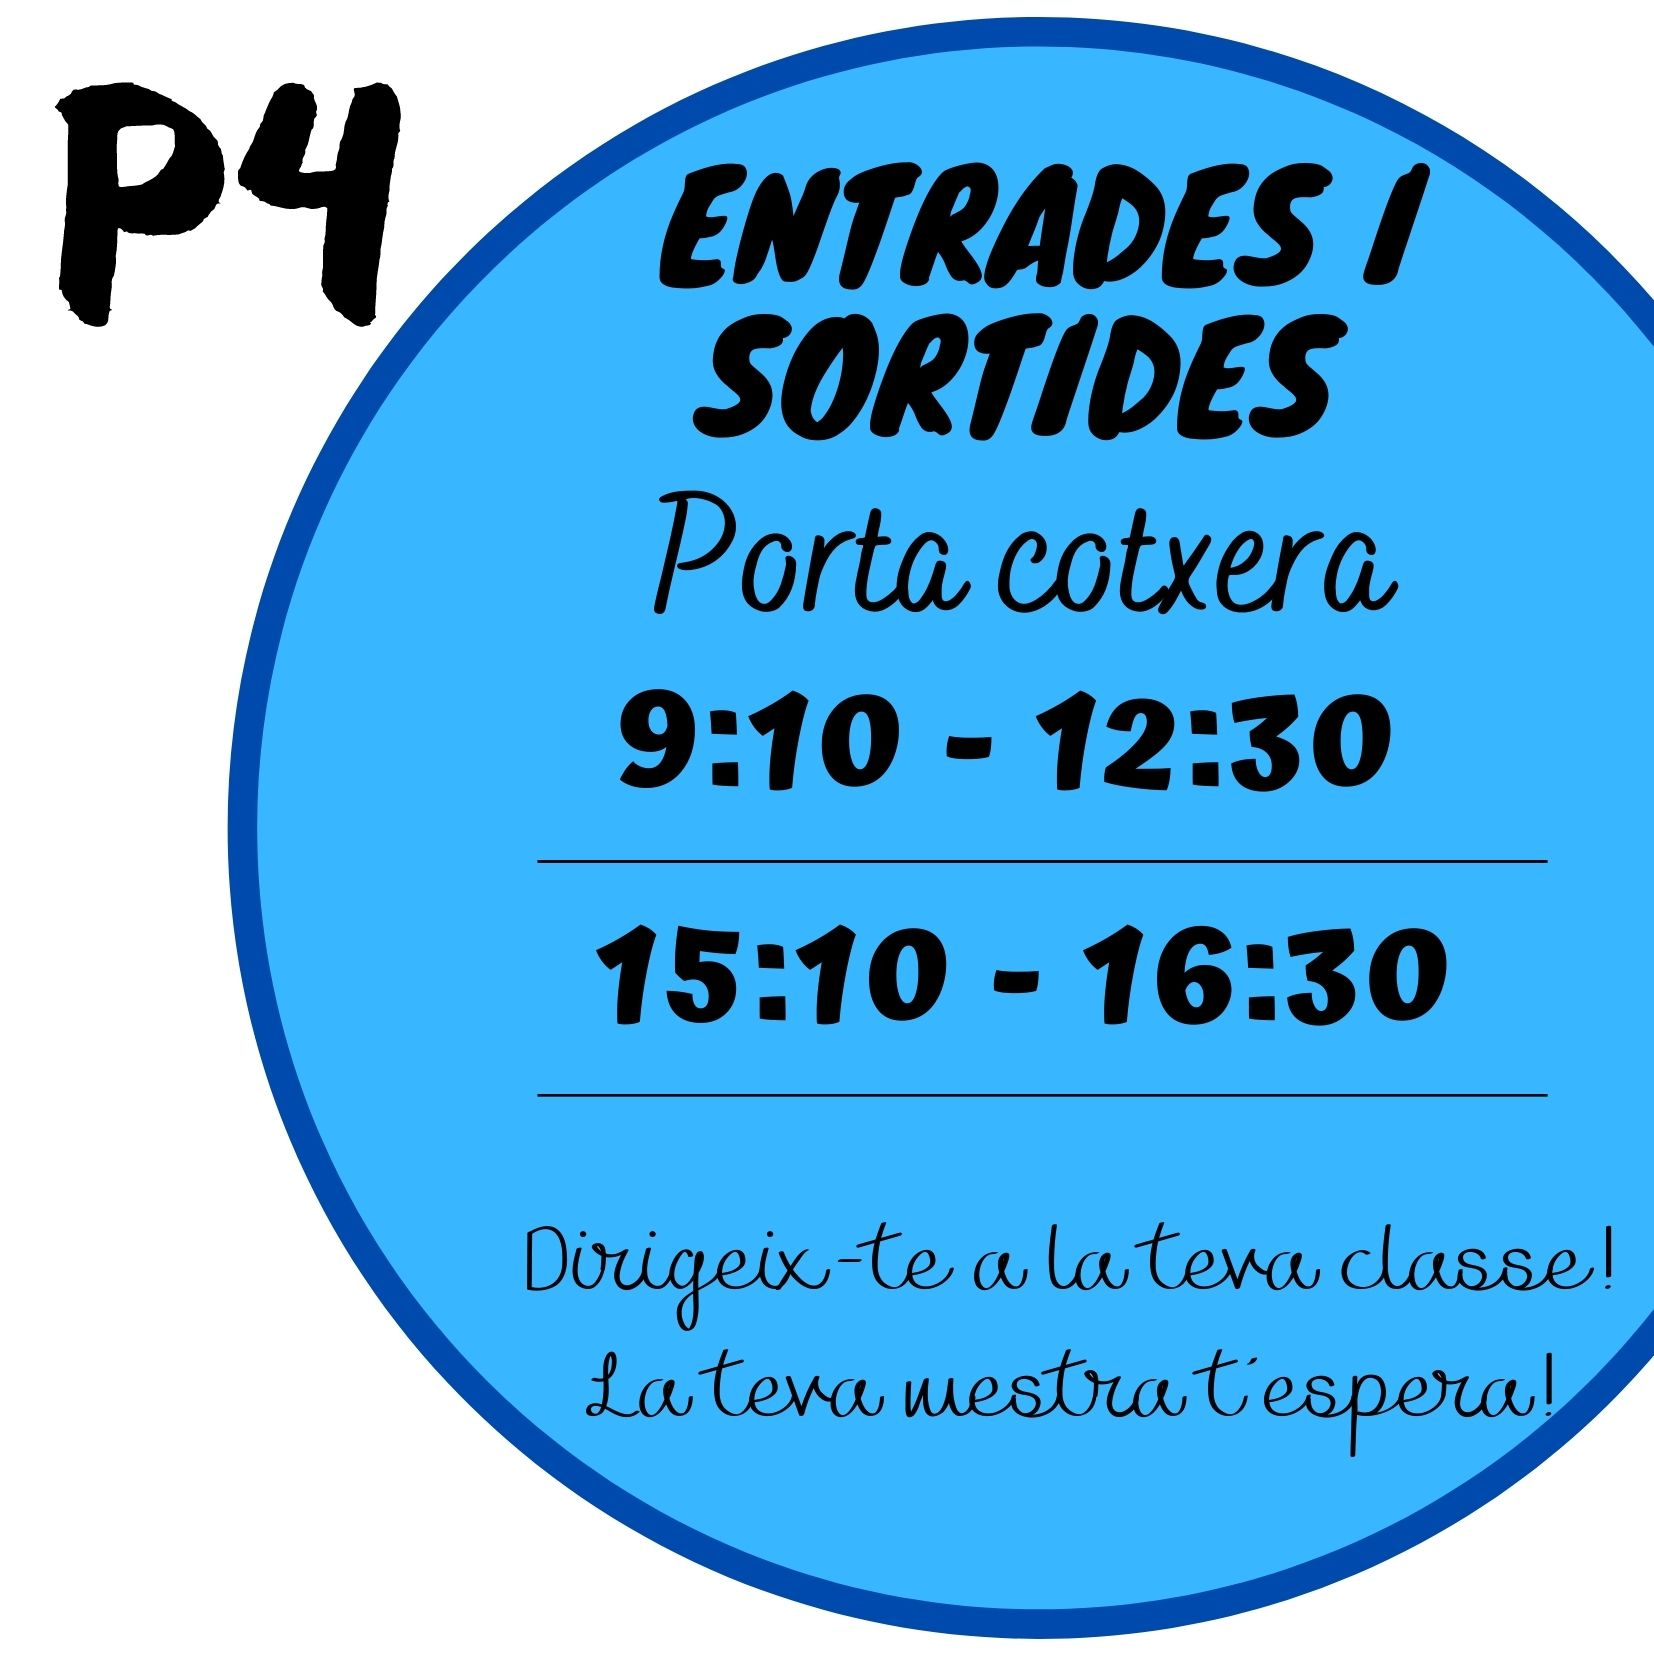 P4
ENTRADES I
SORTIDES
Porta cotxera
9:10 - 12:30
15:10 - 16:30
Dirigeix-te a la teva classe!
La teva mestra t´espera!